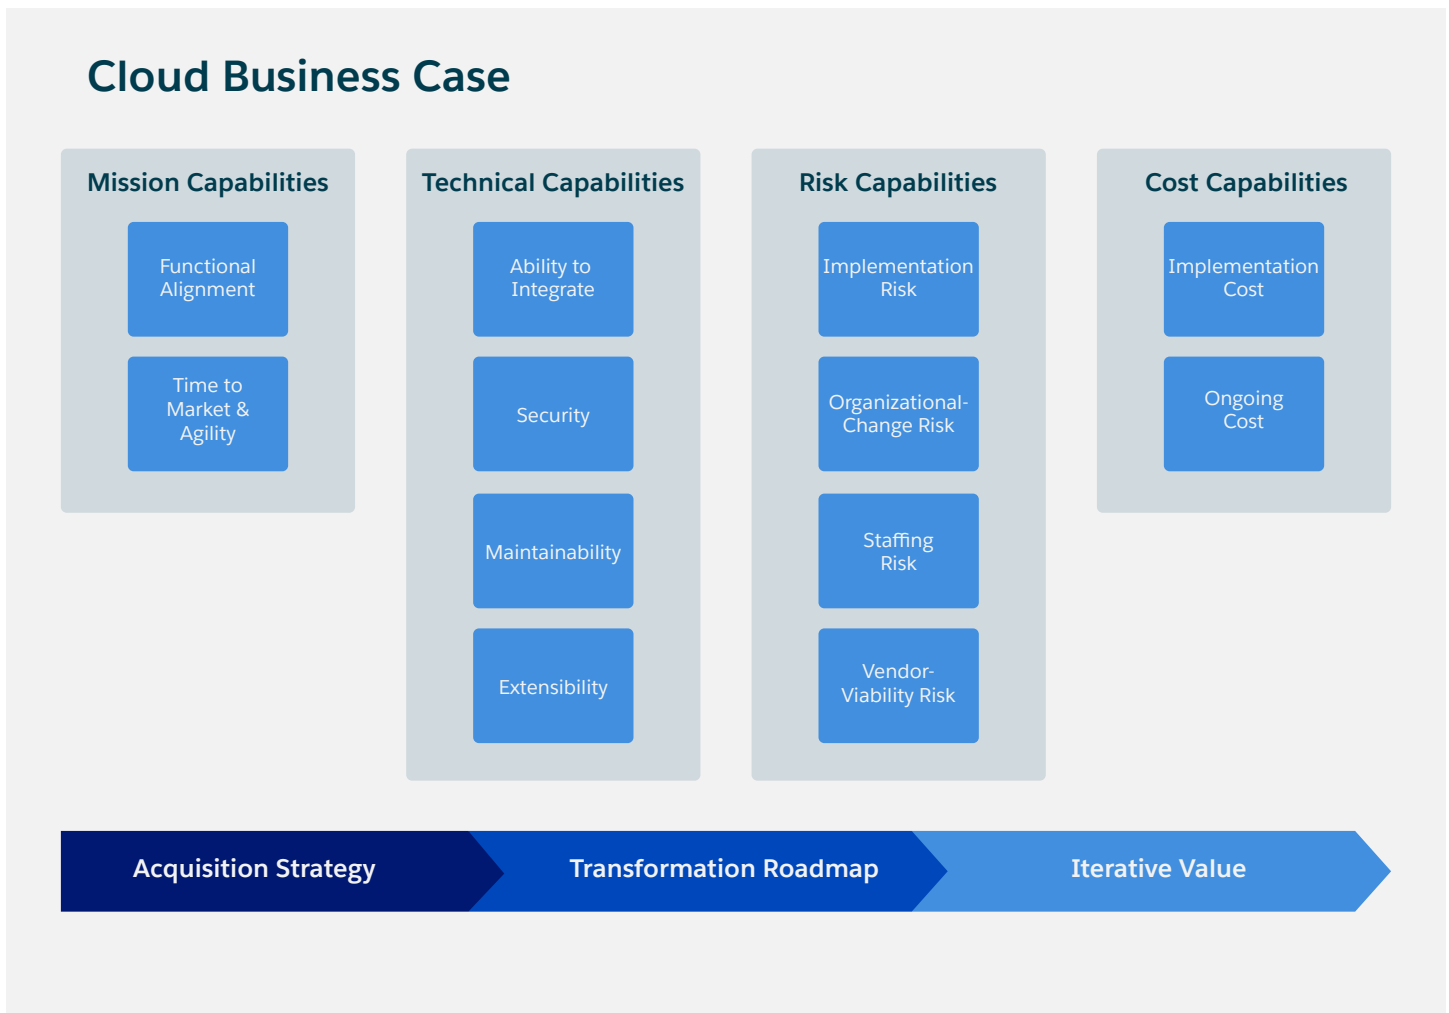 Cloud Business Case
Mission Capabilities
Functional
Alignment
Time to
Market &
Agility
Technical Capabilities
Ability to
Integrate
Security
Maintainability
Extensibility
Risk Capabilities
Implementation
Risk
Organizational-
Change Risk
Staffing
Risk
Vendor-
Viability Risk
Cost Capabilities
Implementation
Cost
Ongoing
Cost
Acquisition Strategy
Transformation Roadmap
Iterative Value